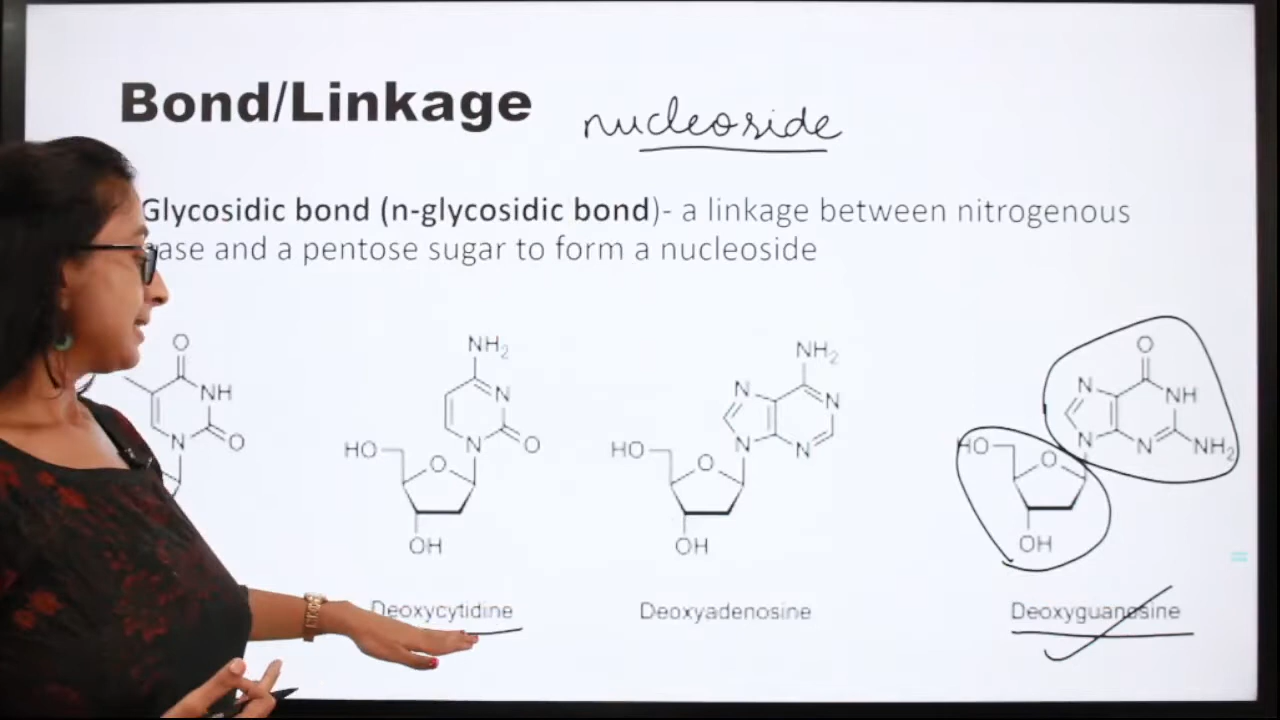 Bond/Linkage
nucleoside
Glycosidic bond (n-glycosidic bond)- a linkage between nitrogenous
ase and a pentose sugar to form a nucleoside
O NH₂ NH₂ O
NH N N N N NH
N O N O N N N N NH₂
HO O HO O HO O
OH OH OH
Deoxycytidine Deoxyadenosine Deoxyguanosine